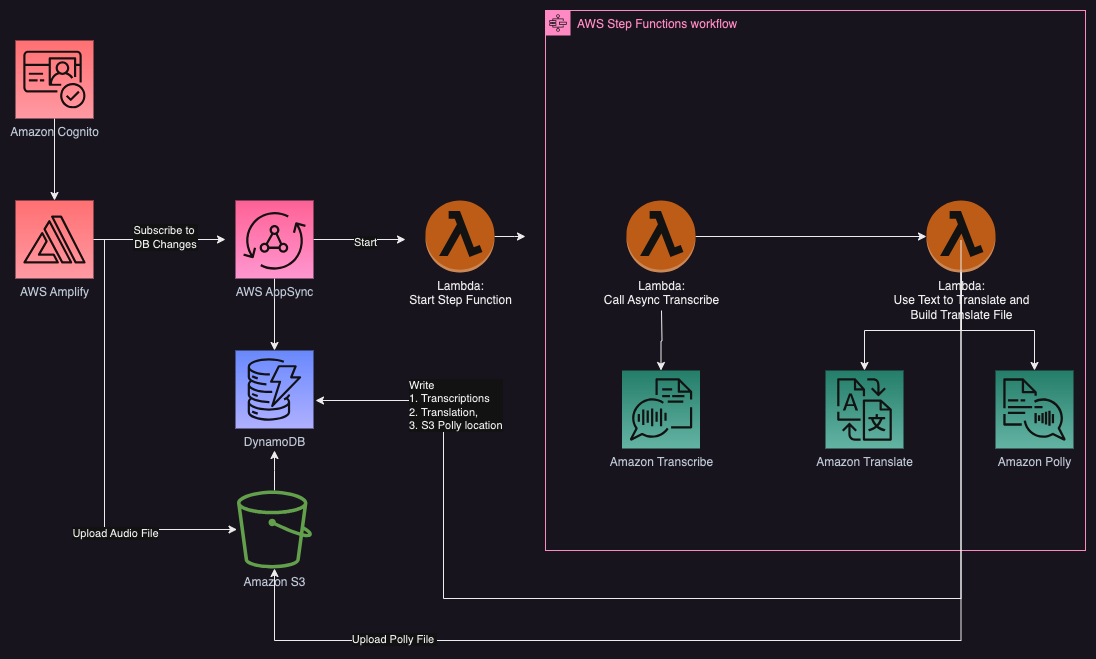 AWS Step Functions workflow
Amazon Cognito
Subscribe to
DB Changes
Start
AWS Amplify
AWS AppSync
Lambda:
Start Step Function
Lambda:
Call Async Transcribe
Lambda:
Use Text to Translate and
Build Translate File
Write
1. Transcriptions
2. Translation,
3. S3 Polly location
DynamoDB
A
文
Amazon Transcribe
Amazon Translate
Amazon Polly
Upload Audio File
Amazon S3
Upload Polly File